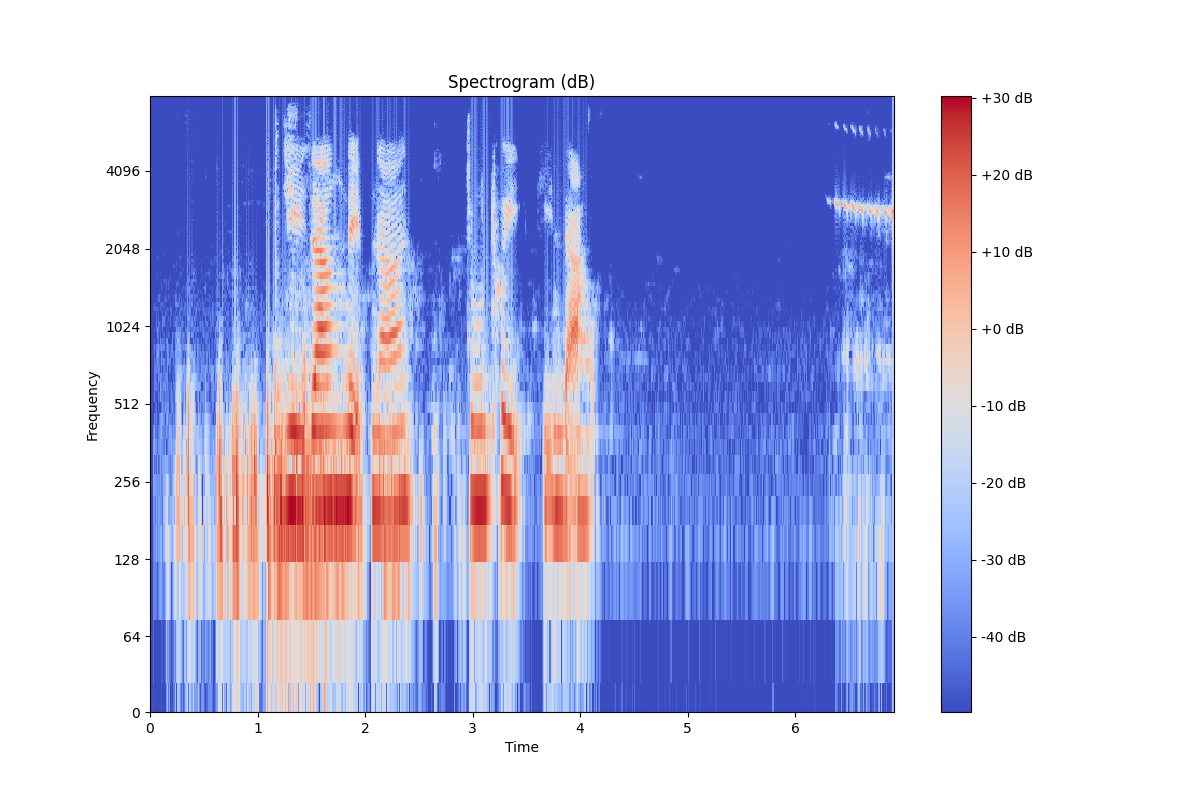 Spectrogram (dB)
+30 dB
+20 dB
+10 dB
+0 dB
-10 dB
-20 dB
-30 dB
-40 dB
4096
2048
1024
512
256
128
64
0
Frequency
0 1 2 3 4 5 6
Time